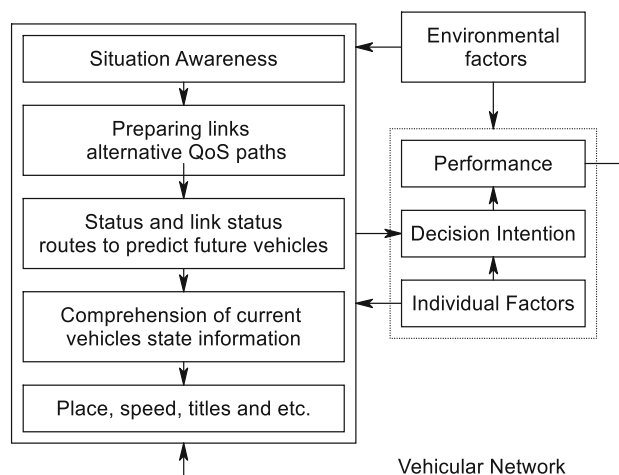 Situation Awareness
Preparing links
alternative QoS paths
Status and link status
routes to predict future vehicles
Comprehension of current
vehicles state information
Place, speed, titles and etc.
Environmental
factors
Performance
Decision Intention
Individual Factors
Vehicular Network